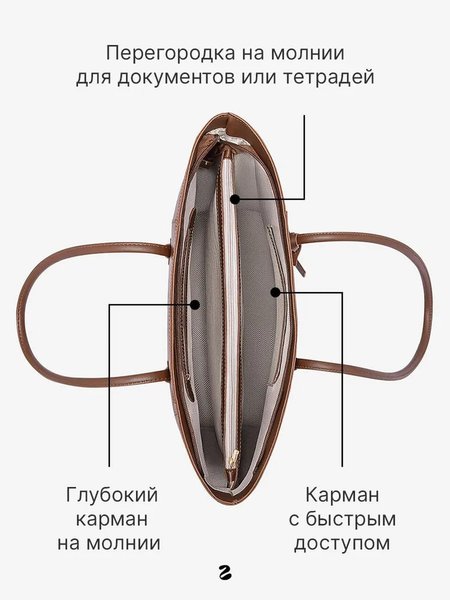 Перегородка на молнии
для документов или тетрадей
Глубокий
карман
на молнии
Карман
с быстрым
доступом